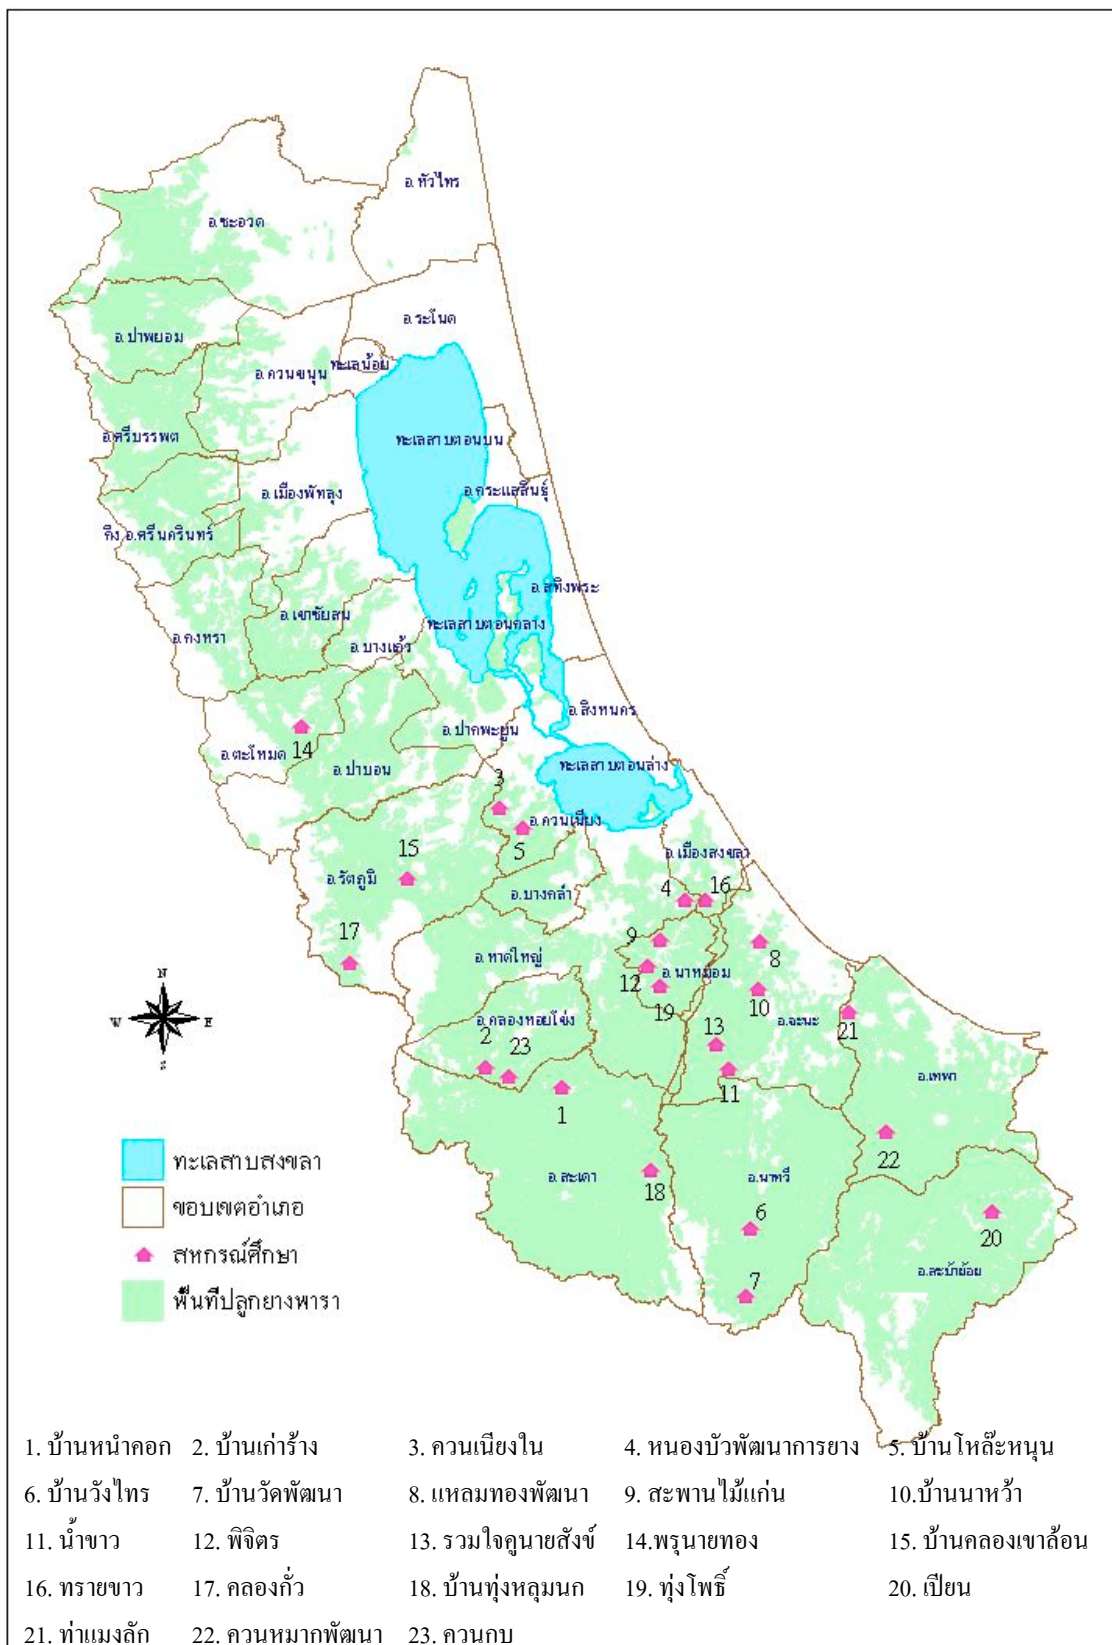 อ.หัวไทร
อ.ชะอวด
อ.ระโนด
อ.ป่าพยอม
ทะเลน้อย
อ.ควนขนุน
อ.ศรีบรรพต
ทะเลสาบตอนบน
อ.เมืองพัทลุง
อ.กระแสสินธุ์
กิ่ง อ.ศรีนครินทร์
อ.สทิงพระ
อ.เขาชัยสน
ทะเลสาบตอนกลาง
อ.กงหรา
อ.บางแก้ว
อ.สิงหนคร
อ.ปากพะยูน
14
อ.ตะโหมด
อ.ป่าบอน
ทะเลสาบตอนล่าง
3
อ.ควนเนียง
5
อ.เมืองสงขลา
15
อ.รัตภูมิ
อ.บางกล่ำ
4
16
17
9
8
อ.หาดใหญ่
อ.นาหม่อม
12
19
10
N
W
E
S
อ.คลองหอยโข่ง
อ.จะนะ
21
13
2
23
11
อ.เทพา
1
22
อ.สะเดา
18
อ.นาทวี
6
20
7
อ.สะบ้าย้อย
ทะเลสาบสงขลา
ขอบเขตอำเภอ
สหกรณ์ศึกษา
พื้นที่ปลูกยางพารา
1. บ้านหนำคอก 2. บ้านเก่าร้าง 3. ควนเนียงใน 4. หนองบัวพัฒนาการยาง 5. บ้านโหล๊ะหนุน
6. บ้านวังไทร 7. บ้านวัดพัฒนา 8. แหลมทองพัฒนา 9. สะพานไม้แก่น 10.บ้านนาหว้า
11. น้ำขาว 12. พิจิตร 13. รวมใจคูนายสังข์ 14.พรุนายทอง 15. บ้านคลองเขาล้อน
16. ทรายขาว 17. คลองกั่ว 18. บ้านทุ่งหลุมนก 19. ทุ่งโพธิ์ 20. เปียน
21. ท่าแมงลัก 22. ควนหมากพัฒนา 23. ควนกบ